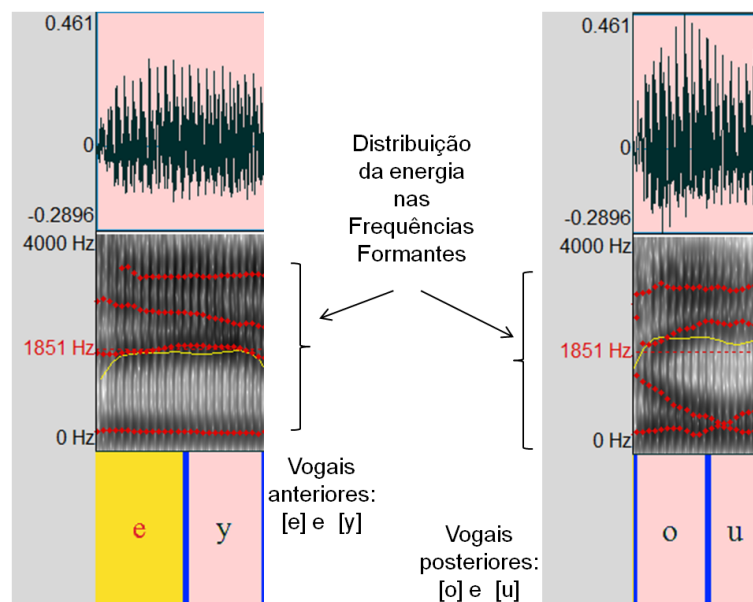 0.461
0
-0.2896
4000 Hz
1851 Hz
0 Hz
e
y
Distribuição
da energia
nas
Frequências
Formantes
Vogais
anteriores:
[e] e [y]
0.461
0
-0.2896
4000 Hz
1851 Hz
0 Hz
o
u
Vogais
posteriores:
[o] e [u]